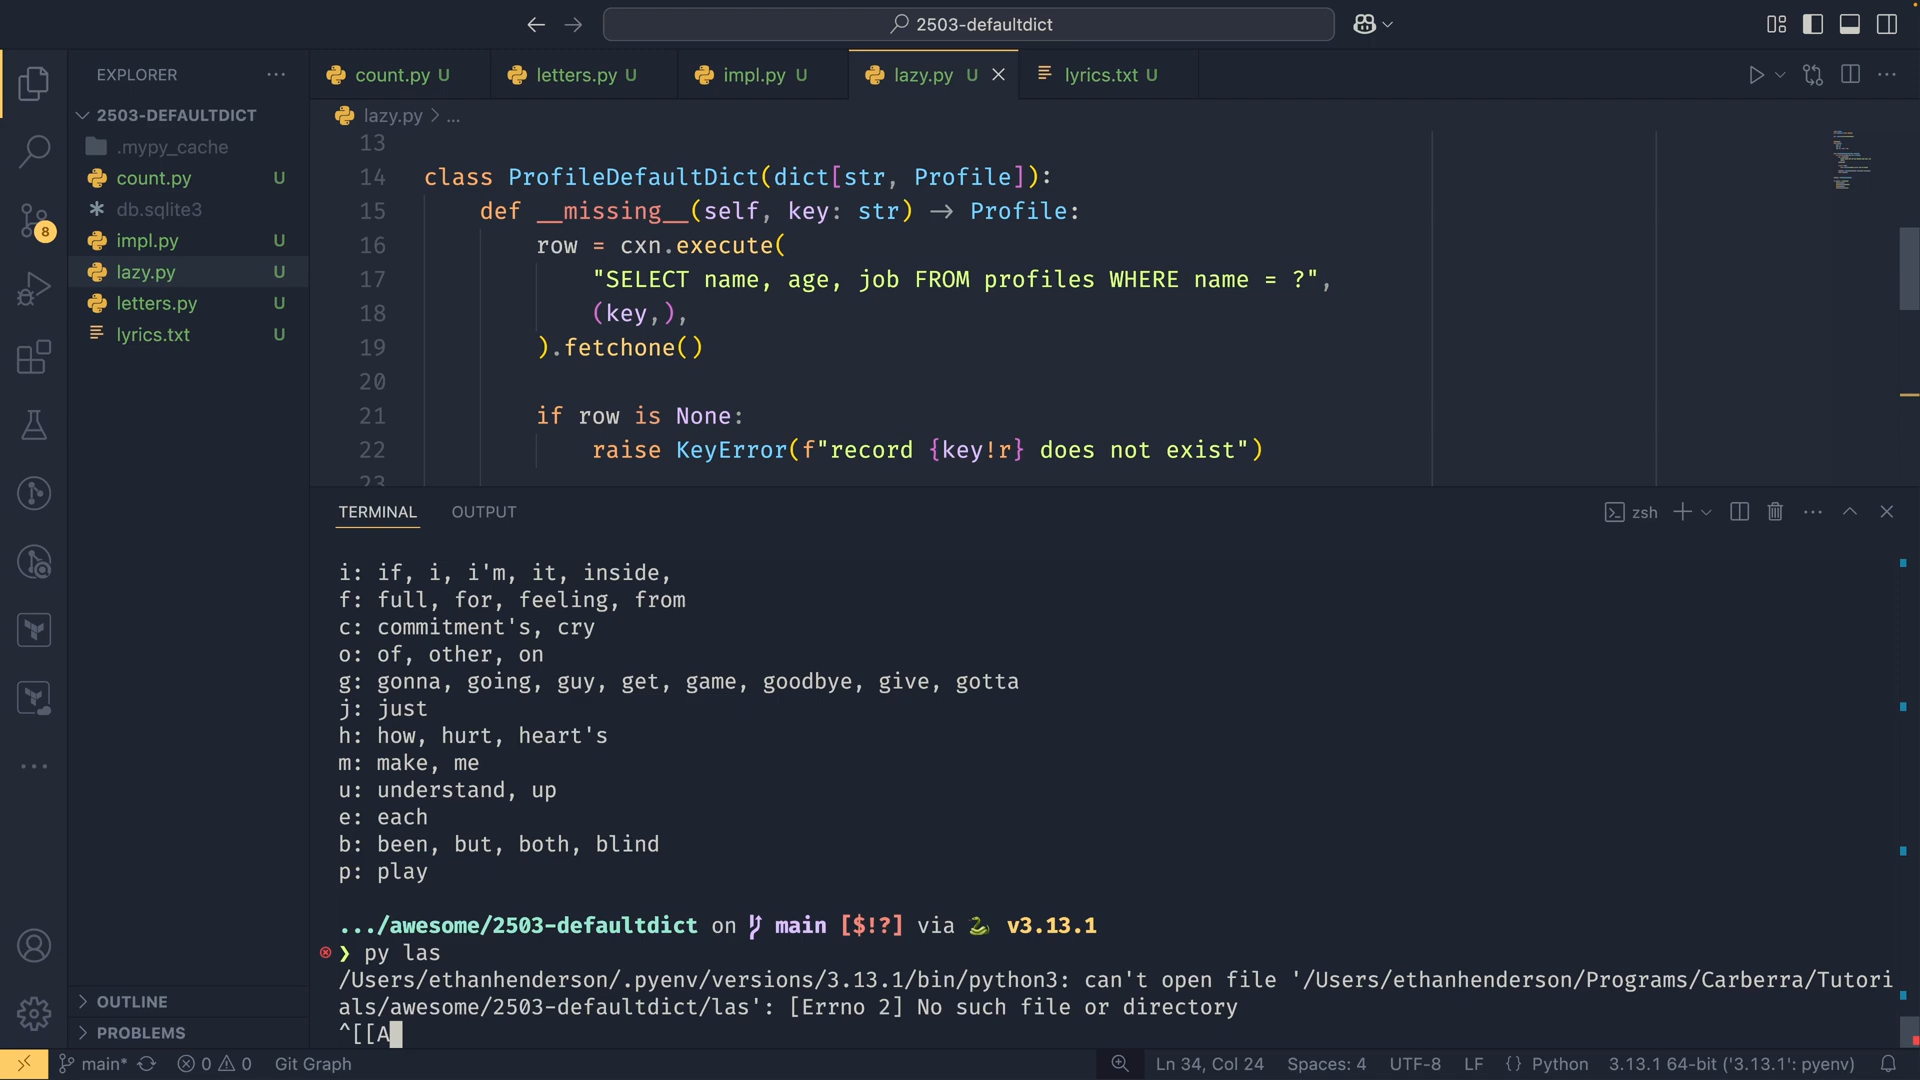 2503-defaultdict
EXPLORER
count.py U
letters.py U
impl.py U
lazy.py U
lyrics.txt U
2503-DEFAULTDICT
.mypy_cache
count.py U
db.sqlite3
impl.py U
lazy.py U
letters.py U
lyrics.txt U
8
lazy.py > ...
13
14 class ProfileDefaultDict(dict[str, Profile]):
15 def __missing__(self, key: str) -> Profile:
16 row = cxn.execute(
17 "SELECT name, age, job FROM profiles WHERE name = ?",
18 (key,),
19 ).fetchone()
20
21 if row is None:
22 raise KeyError(f"record {key!r} does not exist")
23
TERMINAL OUTPUT
zsh
i: if, i, i'm, it, inside,
f: full, for, feeling, from
c: commitment's, cry
o: of, other, on
g: gonna, going, guy, get, game, goodbye, give, gotta
j: just
h: how, hurt, heart's
m: make, me
u: understand, up
e: each
b: been, but, both, blind
p: play
.../awesome/2503-defaultdict on main [$!?] via 🐍 v3.13.1
❯ py las
/Users/ethanhenderson/.pyenv/versions/3.13.1/bin/python3: can't open file '/Users/ethanhenderson/Programs/Carberra/Tutori
als/awesome/2503-defaultdict/las': [Errno 2] No such file or directory
^[[A
OUTLINE
PROBLEMS
main* 0 0 Git Graph
Ln 34, Col 24 Spaces: 4 UTF-8 LF {} Python 3.13.1 64-bit ('3.13.1': pyenv)